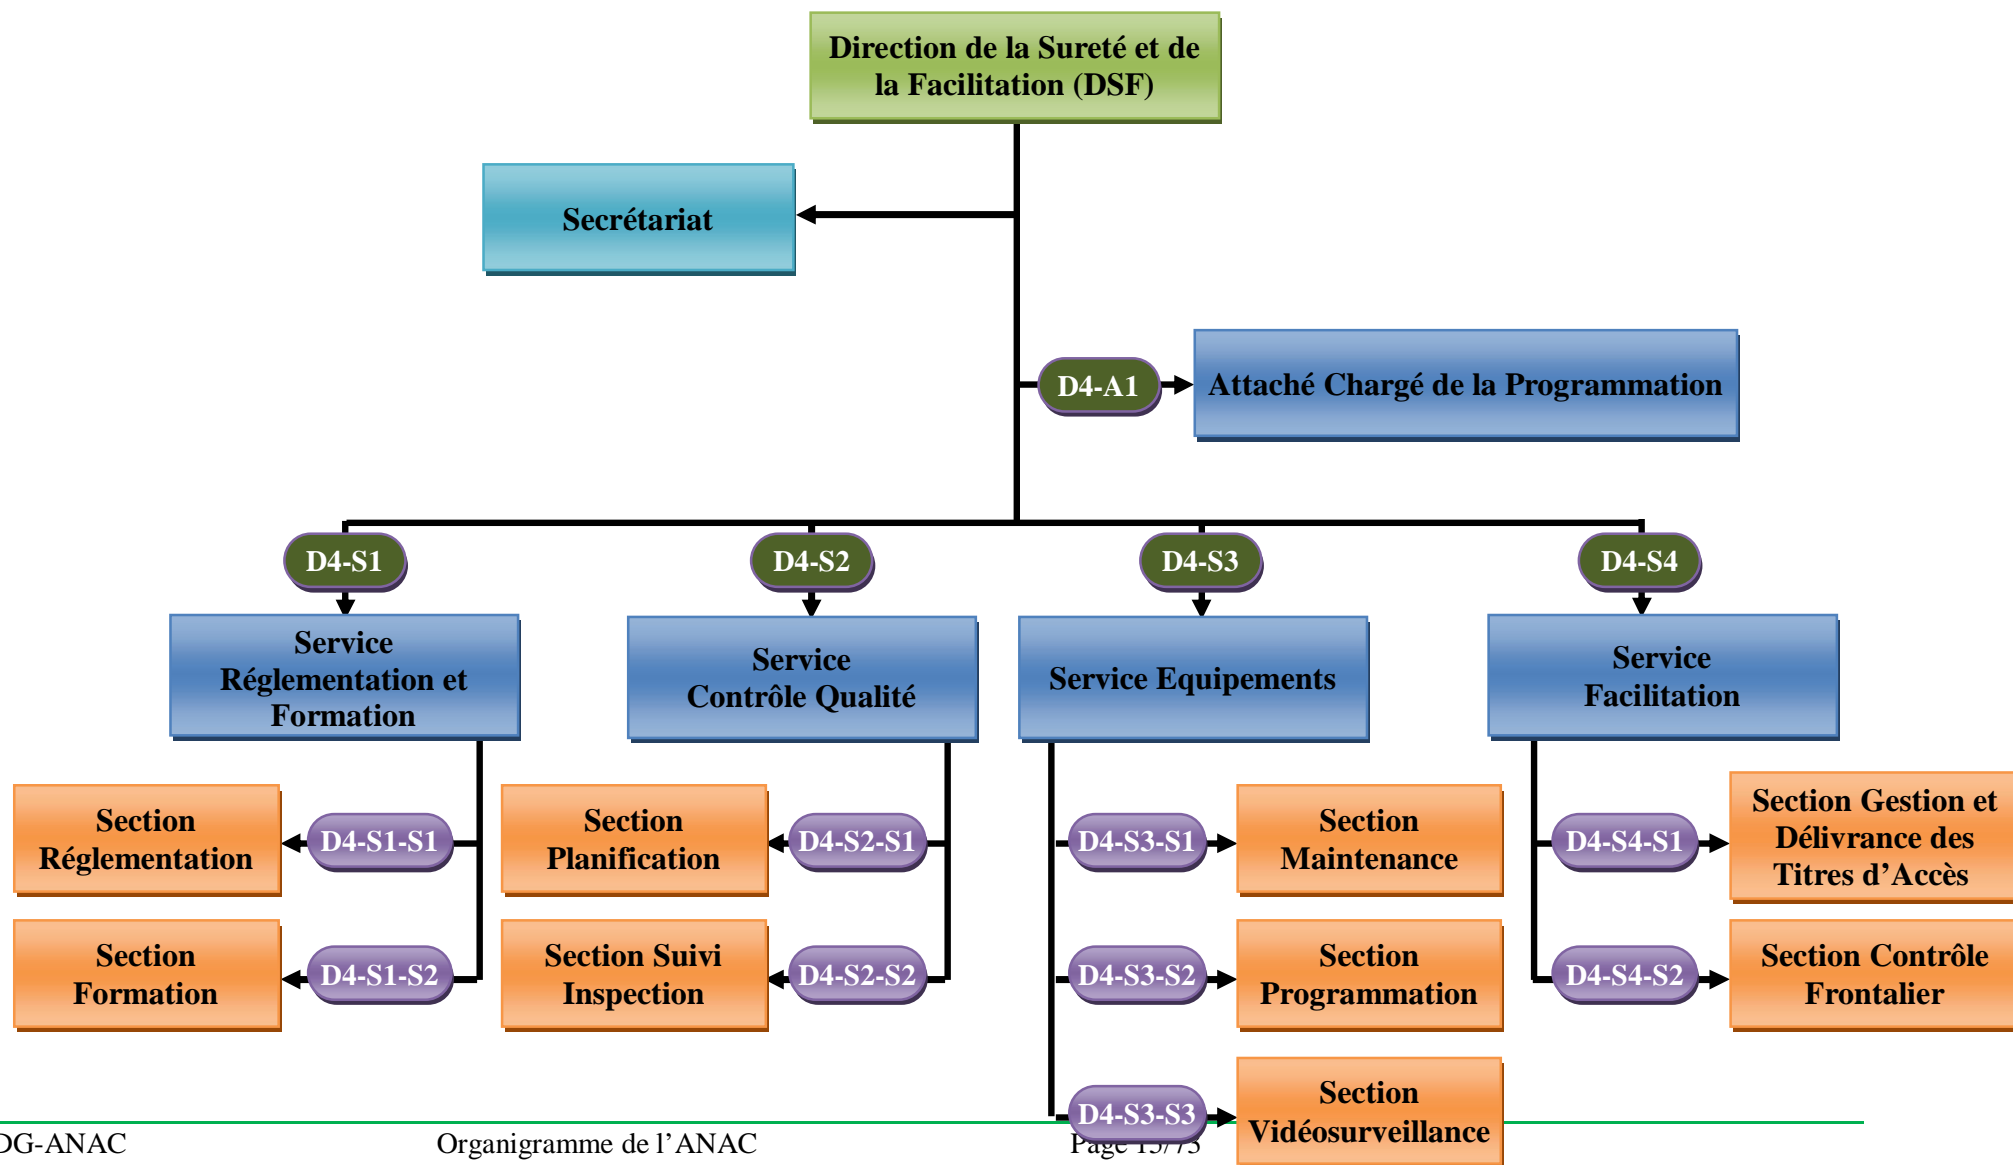 Direction de la Sureté et de
la Facilitation (DSF)
Secrétariat
D4-A1
Attaché Chargé de la Programmation
D4-S1
D4-S2
D4-S3
D4-S4
Service
Réglementation et
Formation
Service
Contrôle Qualité
Service Equipements
Service
Facilitation
Section
Réglementation
D4-S1-S1
Section
Planification
D4-S2-S1
D4-S3-S1
Section
Maintenance
D4-S4-S1
Section Gestion et
Délivrance des
Titres d’Accès
Section
Formation
D4-S1-S2
Section Suivi
Inspection
D4-S2-S2
D4-S3-S2
Section
Programmation
D4-S4-S2
Section Contrôle
Frontalier
D4-S3-S3
Section
Vidéosurveillance
DG-ANAC
Organigramme de l’ANAC
Page 15/73